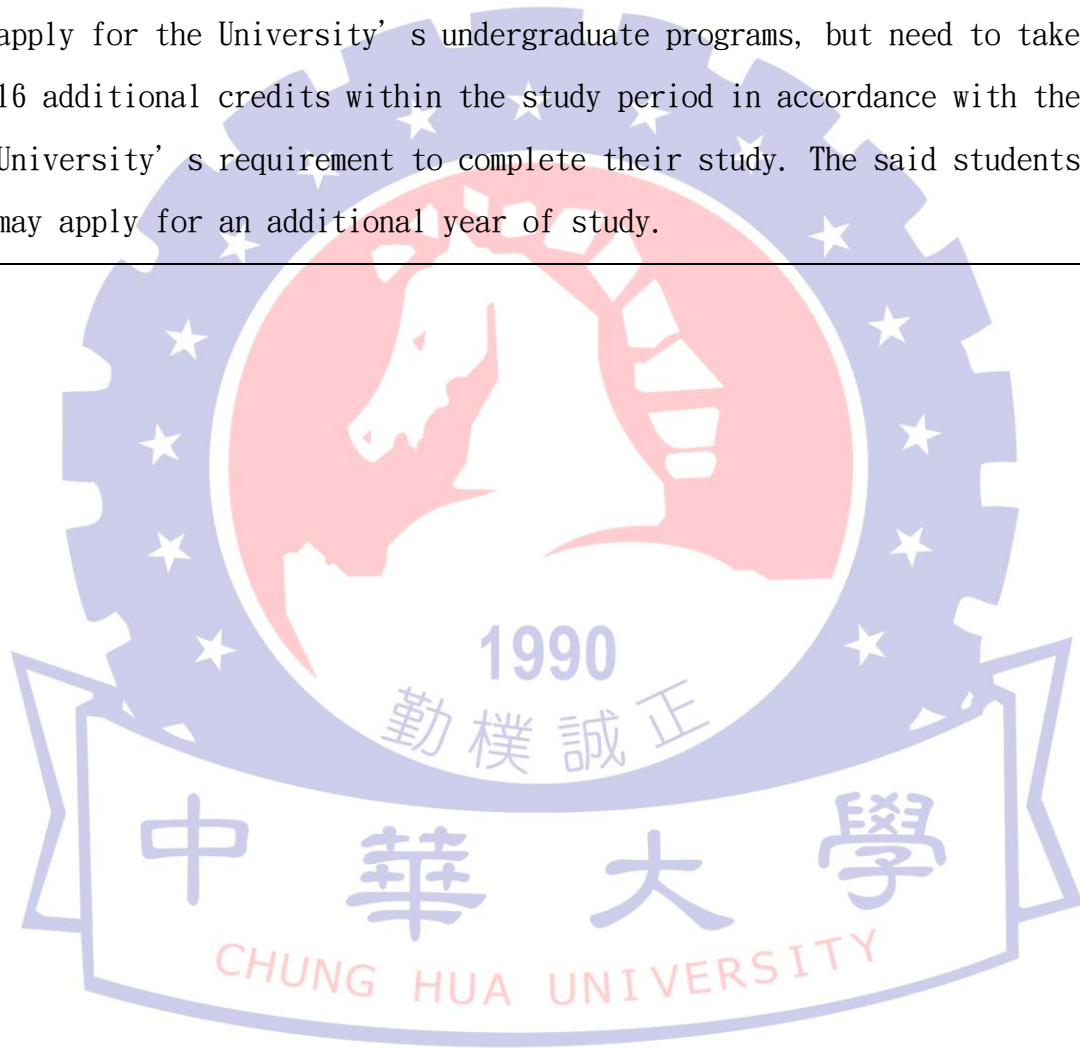 apply for the University's undergraduate programs, but need to take
16 additional credits within the study period in accordance with the
University's requirement to complete their study. The said students
may apply for an additional year of study.
1990
勤樸誠正
中華大學
CHUNG HUA UNIVERSITY